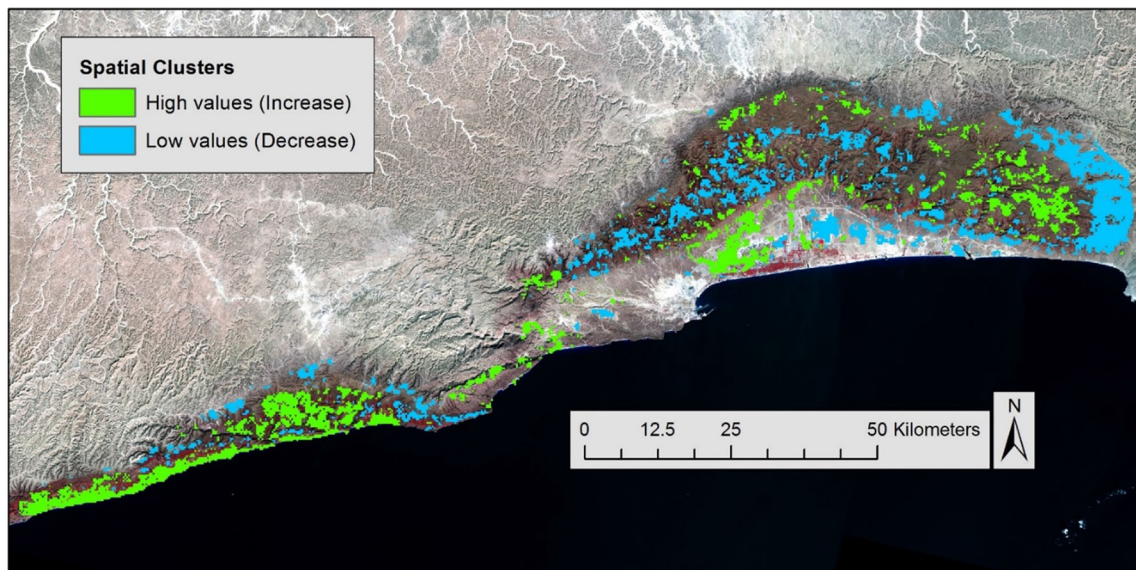 Spatial Clusters
High values (Increase)
Low values (Decrease)
N
0 12.5 25 50 Kilometers